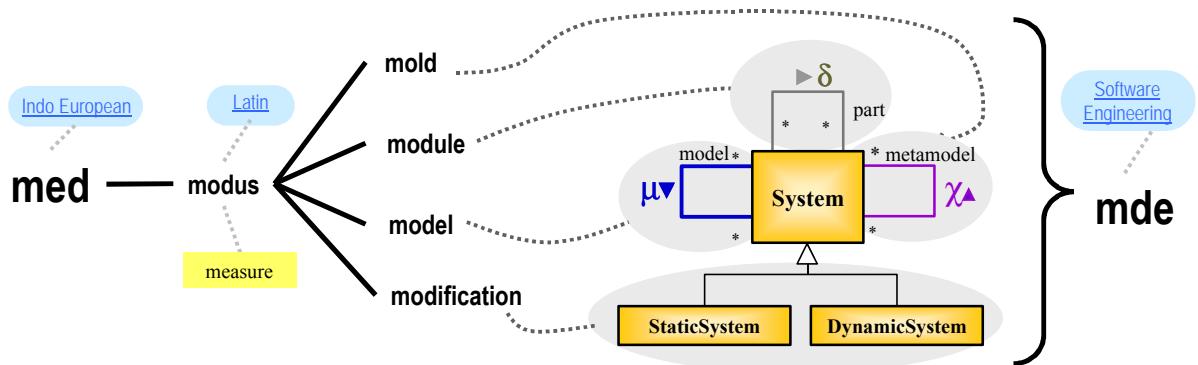 Indo European
med
Latin
modus
measure
mold
module
model
modification
▶δ
part
* *
model *
μ▼
*
System
* metamodel
χ▲
*
StaticSystem
DynamicSystem
Software
Engineering
mde